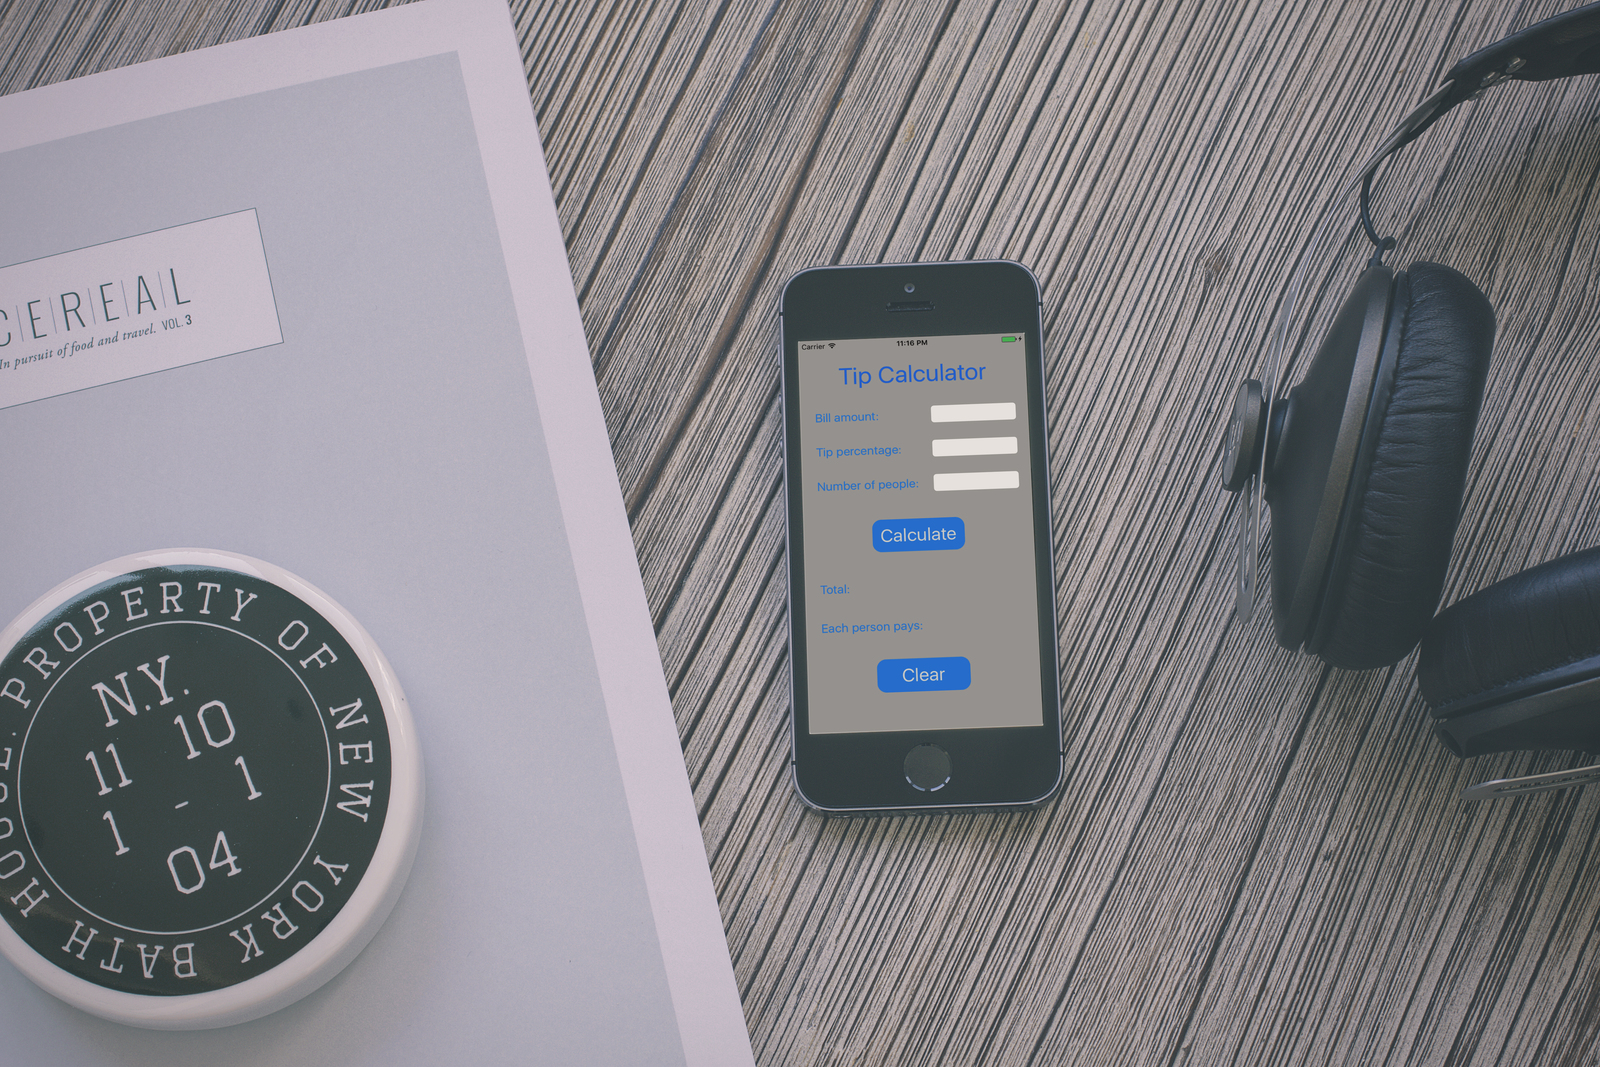 CEREAL
In pursuit of food and travel. VOL.3
PROPERTY OF NEW YORK BATH HOUSE.
N.Y.
11 10
1 - 1
04
Carrier 11:16 PM
Tip Calculator
Bill amount:
Tip percentage:
Number of people:
Calculate
Total:
Each person pays:
Clear